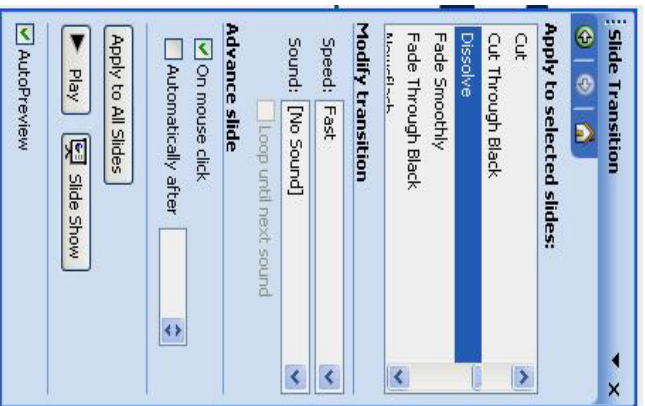 Slide Transition
Apply to selected slides:
Cut
Cut Through Black
Dissolve
Fade Smoothly
Fade Through Black
Newsflash
Modify transition
Speed: Fast
Sound: [No Sound]
Loop until next sound
Advance slide
On mouse click
Automatically after
Apply to All Slides
Play
Slide Show
AutoPreview